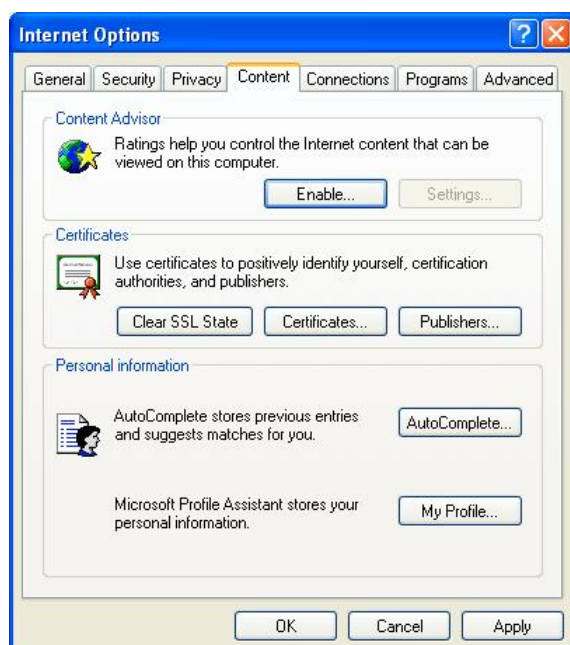 Internet Options
General Security Privacy Content Connections Programs Advanced
Content Advisor
Ratings help you control the Internet content that can be
viewed on this computer.
Enable... Settings...
Certificates
Use certificates to positively identify yourself, certification
authorities, and publishers.
Clear SSL State Certificates... Publishers...
Personal information
AutoComplete stores previous entries
and suggests matches for you.
AutoComplete...
Microsoft Profile Assistant stores your
personal information.
My Profile...
OK Cancel Apply